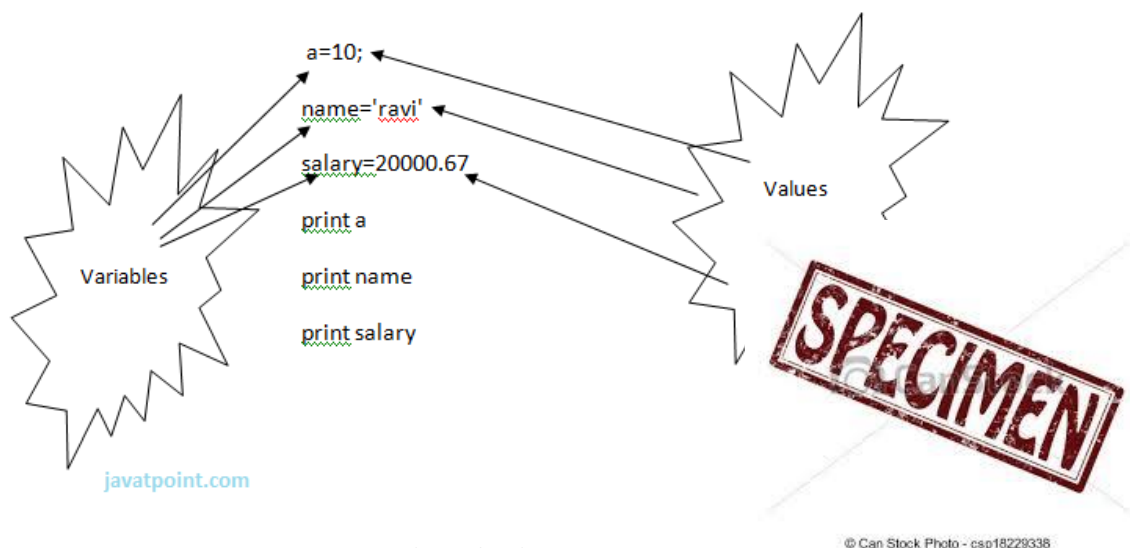 a=10;
name='ravi'
salary=20000.67
Values
print a
Variables
print name
print salary
SPECIMEN
CanStock
javatpoint.com
© Can Stock Photo - csp18229338